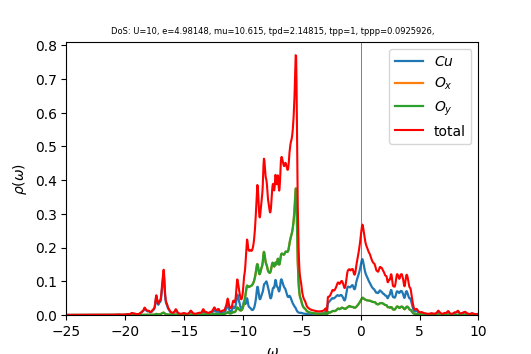 DoS: U=10, e=4.98148, mu=10.615, tpd=2.14815, tpp=1, tppp=0.0925926,
0.8
0.7
0.6
0.5
0.4
0.3
0.2
0.1
0.0
ρ(ω)
Cu
Oₓ
O_y
total
−25 −20 −15 −10 −5 0 5 10
ω